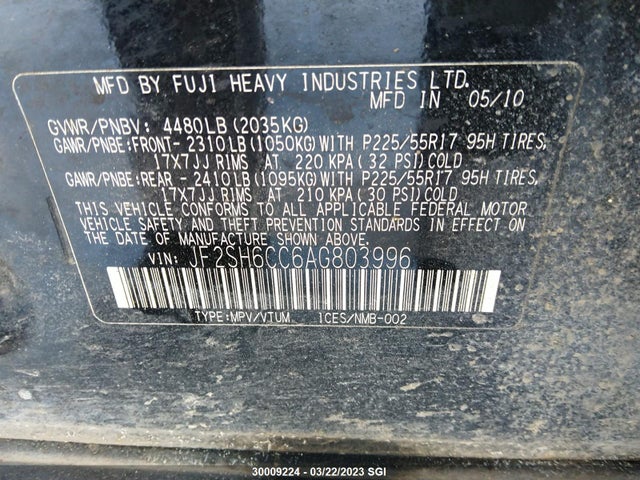 MFD BY FUJI HEAVY INDUSTRIES LTD.
MFD IN 05/10
GVWR/PNBV: 4480LB(2035KG)
GAWR/PNBE:FRONT-2310LB(1050KG)WITH P225/55R17 95H TIRES,
17X7JJ RIMS AT 220 KPA(32 PSI)COLD
GAWR/PNBE:REAR -2410LB(1095KG)WITH P225/55R17 95H TIRES,
17X7JJ RIMS AT 210 KPA(30 PSI)COLD
THIS VEHICLE CONFORMS TO ALL APPLICABLE FEDERAL MOTOR
VEHICLE SAFETY AND THEFT PREVENTION STANDARDS IN EFFECT ON
THE DATE OF MANUFACTURE SHOWN ABOVE.
VIN: JF2SH6CC6AG803996
TYPE:MPV/VTUM ICES/NMB-002
30009224 - 03/22/2023 SGI